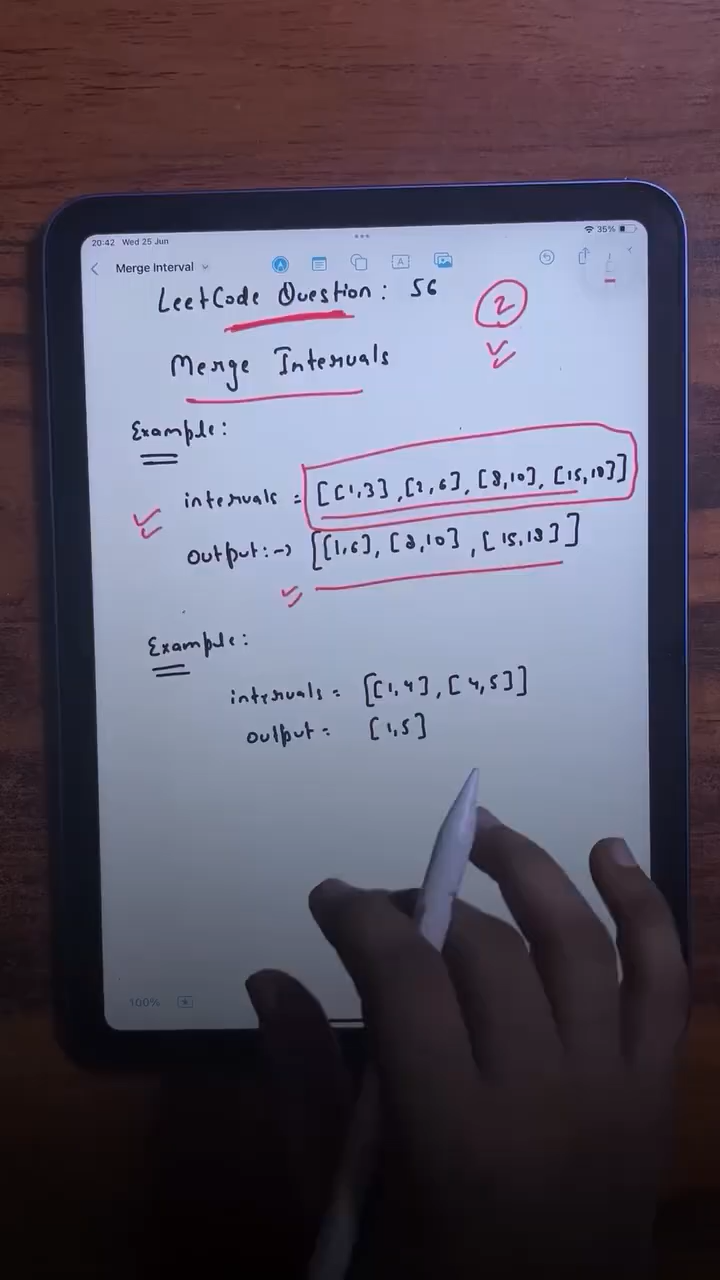 20:42 Wed 25 Jun
35%
Merge Interval
LeetCode Question: 56
2
Merge Intervals
Example:
intervals = [[1,3],[2,6],[8,10],[15,18]]
output:→ [[1,6],[8,10],[15,18]]
Example:
intervals = [[1,4],[4,5]]
output = [1,5]
100%